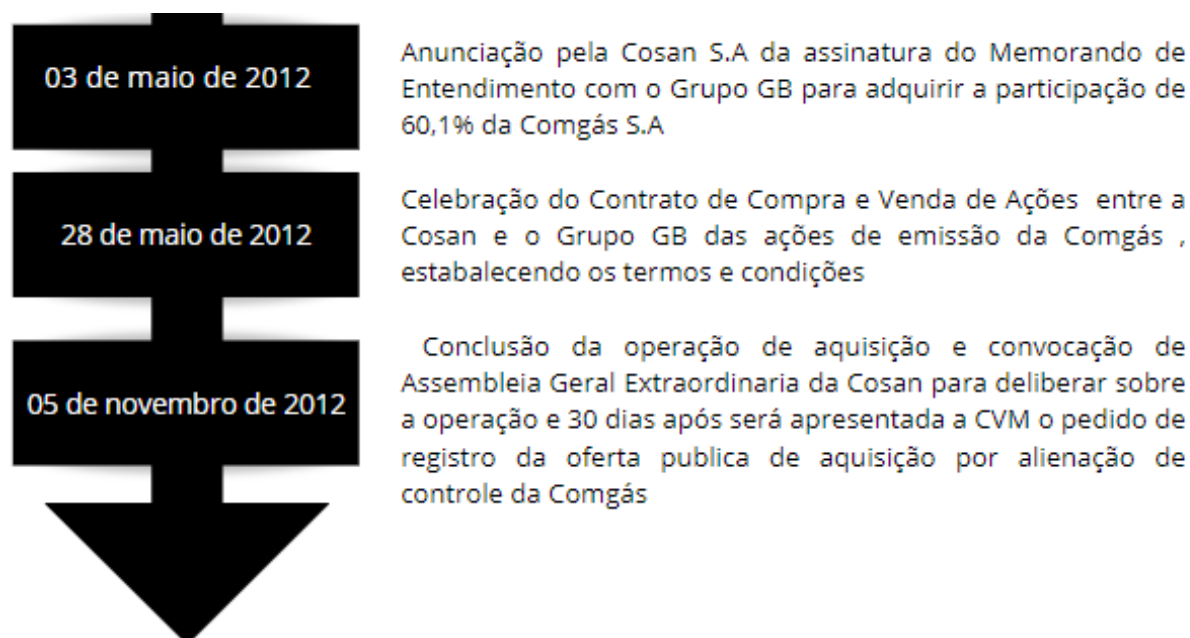 03 de maio de 2012
Anunciação pela Cosan S.A da assinatura do Memorando de
Entendimento com o Grupo GB para adquirir a participação de
60,1% da Comgás S.A
28 de maio de 2012
Celebração do Contrato de Compra e Venda de Ações entre a
Cosan e o Grupo GB das ações de emissão da Comgás ,
estabalecendo os termos e condições
05 de novembro de 2012
Conclusão da operação de aquisição e convocação de
Assembleia Geral Extraordinaria da Cosan para deliberar sobre
a operação e 30 dias após será apresentada a CVM o pedido de
registro da oferta publica de aquisição por alienação de
controle da Comgás